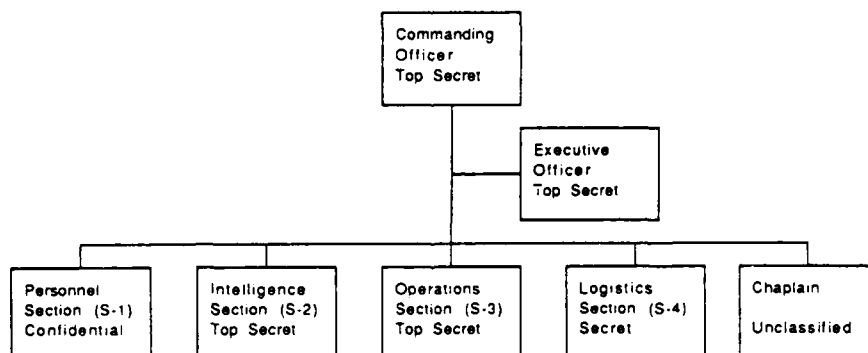 Commanding
Officer
Top Secret
Executive
Officer
Top Secret
Personnel
Section (S-1)
Confidential
Intelligence
Section (S-2)
Top Secret
Operations
Section (S-3)
Top Secret
Logistics
Section (S-4)
Secret
Chaplain
Unclassified